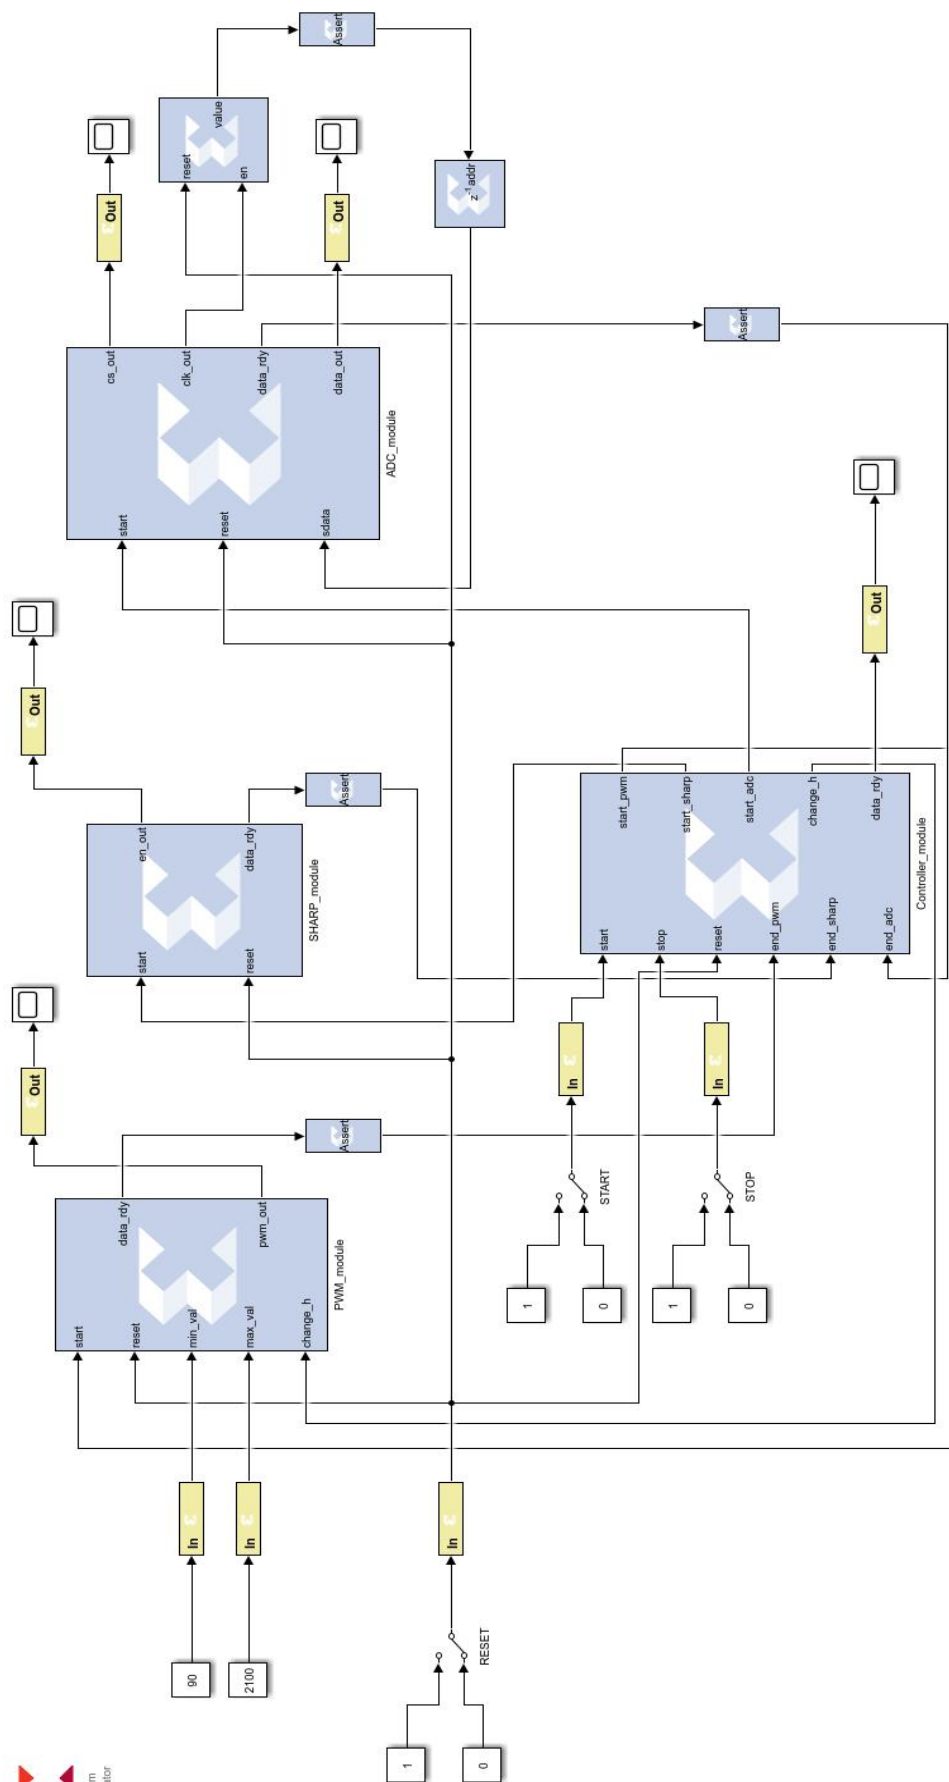 90
In
2100
In
start
reset
min_val
max_val
change_h
data_rdy
pwm_out
PWM_module
Out
Assert
start
reset
en_out
data_rdy
SHARP_module
Out
Assert
start
reset
sdata
cs_out
clk_out
data_rdy
data_out
ADC_module
Out
Out
reset
en
value
Assert
z⁻¹ addr
Assert
1
0
RESET
In
1
0
START
In
1
0
STOP
In
start
stop
reset
end_pwm
end_sharp
end_adc
start_pwm
start_sharp
start_adc
change_h
data_rdy
Controller_module
Out